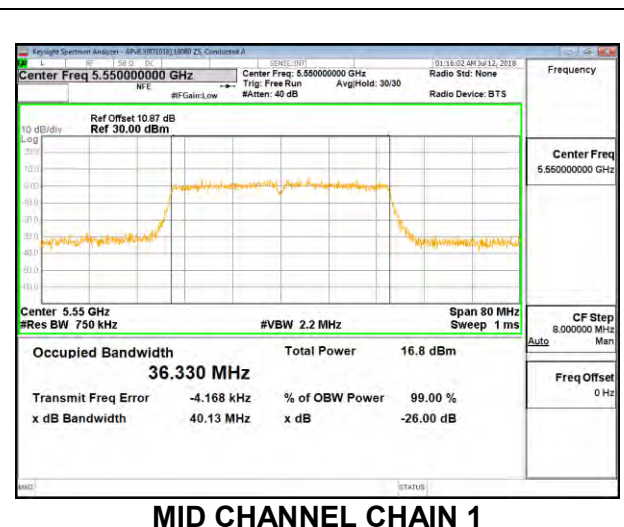 Keysight Spectrum Analyzer - APv8.3(071018),18080 ZS, Conducted A
L RF 50 Ω DC SENSE:INT 01:16:02 AM Jul 12, 2018
Center Freq 5.550000000 GHz Center Freq: 5.550000000 GHz Radio Std: None Frequency
NFE Trig: Free Run Avg|Hold: 30/30
#IFGain:Low #Atten: 40 dB Radio Device: BTS
Ref Offset 10.87 dB
10 dB/div Ref 30.00 dBm
Log
Center Freq
5.550000000 GHz
Center 5.55 GHz Span 80 MHz
#Res BW 750 kHz #VBW 2.2 MHz Sweep 1 ms
CF Step
8.000000 MHz
Auto Man
Occupied Bandwidth Total Power 16.8 dBm
36.330 MHz
Freq Offset
0 Hz
Transmit Freq Error -4.168 kHz % of OBW Power 99.00 %
x dB Bandwidth 40.13 MHz x dB -26.00 dB
MSG STATUS
MID CHANNEL CHAIN 1